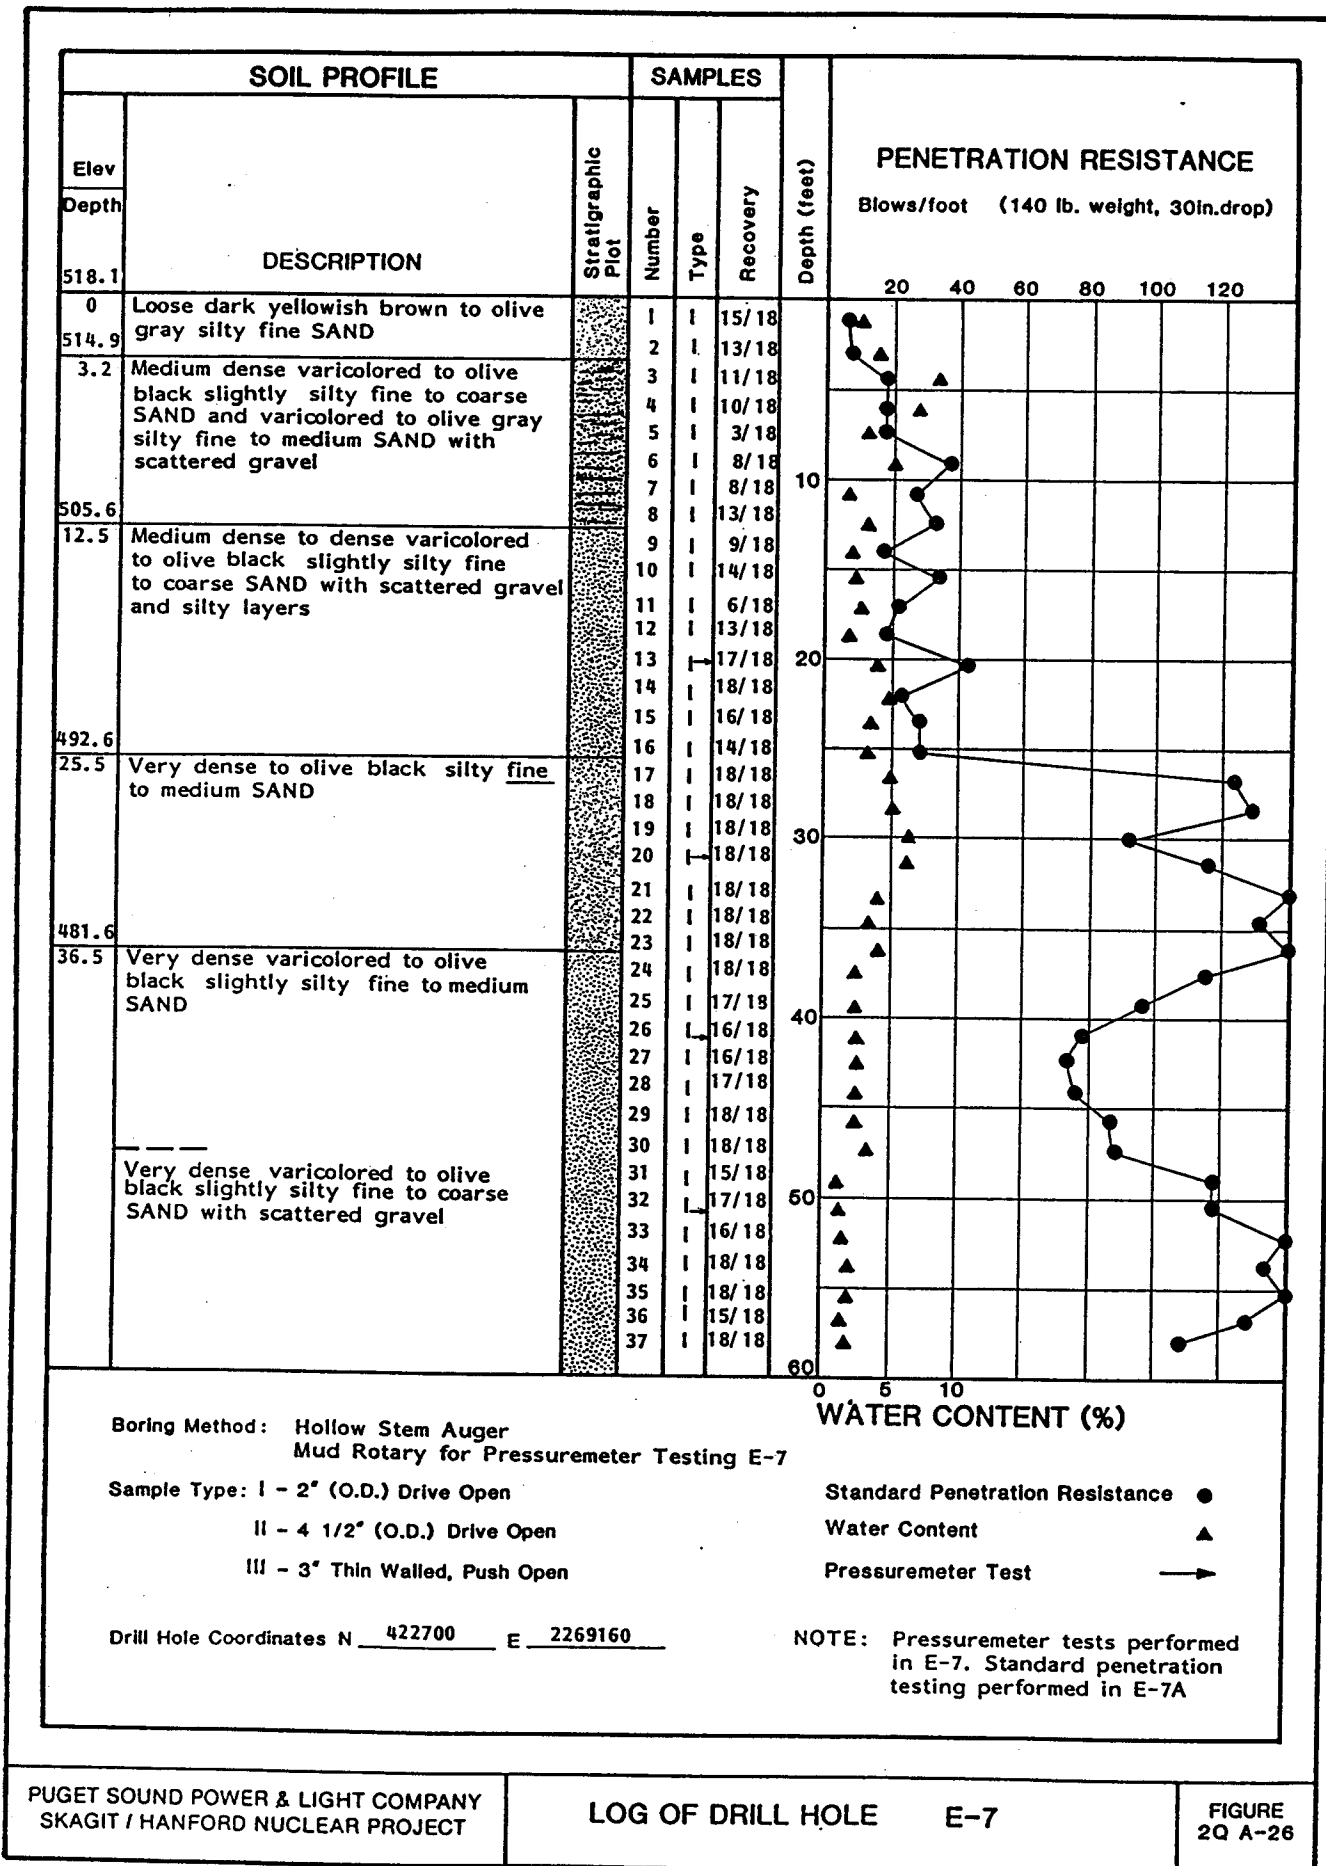 SOIL PROFILE
SAMPLES
Elev
Depth
DESCRIPTION
Stratigraphic Plot
Number
Type
Recovery
Depth (feet)
PENETRATION RESISTANCE
Blows/foot (140 lb. weight, 30in.drop)
20 40 60 80 100 120
518.1
0 Loose dark yellowish brown to olive
gray silty fine SAND
514.9
3.2 Medium dense varicolored to olive
black slightly silty fine to coarse
SAND and varicolored to olive gray
silty fine to medium SAND with
scattered gravel
505.6
12.5 Medium dense to dense varicolored
to olive black slightly silty fine
to coarse SAND with scattered gravel
and silty layers
492.6
25.5 Very dense to olive black silty fine
to medium SAND
481.6
36.5 Very dense varicolored to olive
black slightly silty fine to medium
SAND
Very dense varicolored to olive
black slightly silty fine to coarse
SAND with scattered gravel
1 I 15/18
2 I 13/18
3 I 11/18
4 I 10/18
5 I 3/18
6 I 8/18
7 I 8/18
8 I 13/18
9 I 9/18
10 I 14/18
11 I 6/18
12 I 13/18
13 I 17/18
14 I 18/18
15 I 16/18
16 I 14/18
17 I 18/18
18 I 18/18
19 I 18/18
20 I 18/18
21 I 18/18
22 I 18/18
23 I 18/18
24 I 18/18
25 I 17/18
26 I 16/18
27 I 16/18
28 I 17/18
29 I 18/18
30 I 18/18
31 I 15/18
32 I 17/18
33 I 16/18
34 I 18/18
35 I 18/18
36 I 15/18
37 I 18/18
10
20
30
40
50
60
0 5 10
WATER CONTENT (%)
Boring Method: Hollow Stem Auger
Mud Rotary for Pressuremeter Testing E-7
Sample Type: I - 2" (O.D.) Drive Open
II - 4 1/2" (O.D.) Drive Open
III - 3" Thin Walled, Push Open
Standard Penetration Resistance
Water Content
Pressuremeter Test
Drill Hole Coordinates N 422700 E 2269160
NOTE: Pressuremeter tests performed
in E-7. Standard penetration
testing performed in E-7A
PUGET SOUND POWER & LIGHT COMPANY
SKAGIT / HANFORD NUCLEAR PROJECT
LOG OF DRILL HOLE E-7
FIGURE
2Q A-26